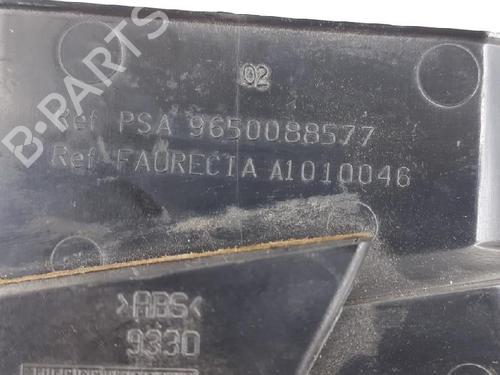 B-Parts
02
Ref PSA 9650088577
Ref FAURECIA A1010046
>ABS<
9330